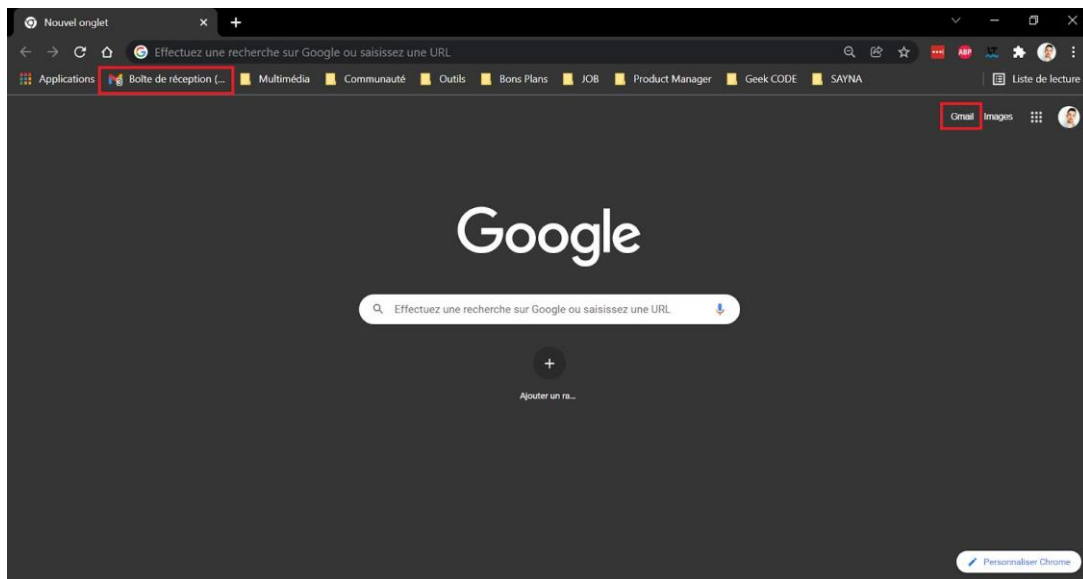 Nouvel onglet
Effectuez une recherche sur Google ou saisissez une URL
ABP
Applications Boîte de réception (... Multimédia Communauté Outils Bons Plans JOB Product Manager Geek CODE SAYNA Liste de lecture
Gmail Images
Google
Effectuez une recherche sur Google ou saisissez une URL
Ajouter un ra...
Personnaliser Chrome